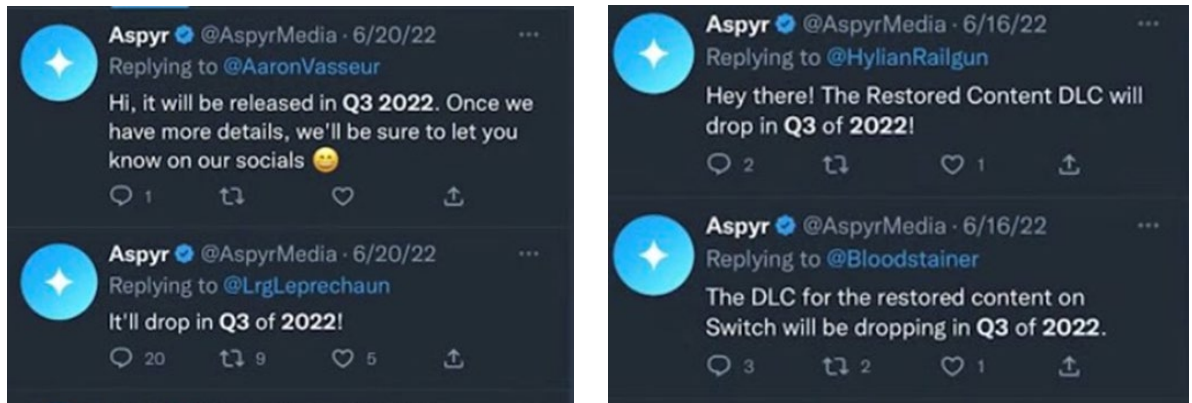 Aspyr @AspyrMedia · 6/20/22
Replying to @AaronVasseur
Hi, it will be released in Q3 2022. Once we
have more details, we'll be sure to let you
know on our socials 😊
1
Aspyr @AspyrMedia · 6/20/22
Replying to @LrgLeprechaun
It'll drop in Q3 of 2022!
20 9 5
Aspyr @AspyrMedia · 6/16/22
Replying to @HylianRailgun
Hey there! The Restored Content DLC will
drop in Q3 of 2022!
2 1
Aspyr @AspyrMedia · 6/16/22
Replying to @Bloodstainer
The DLC for the restored content on
Switch will be dropping in Q3 of 2022.
3 2 1